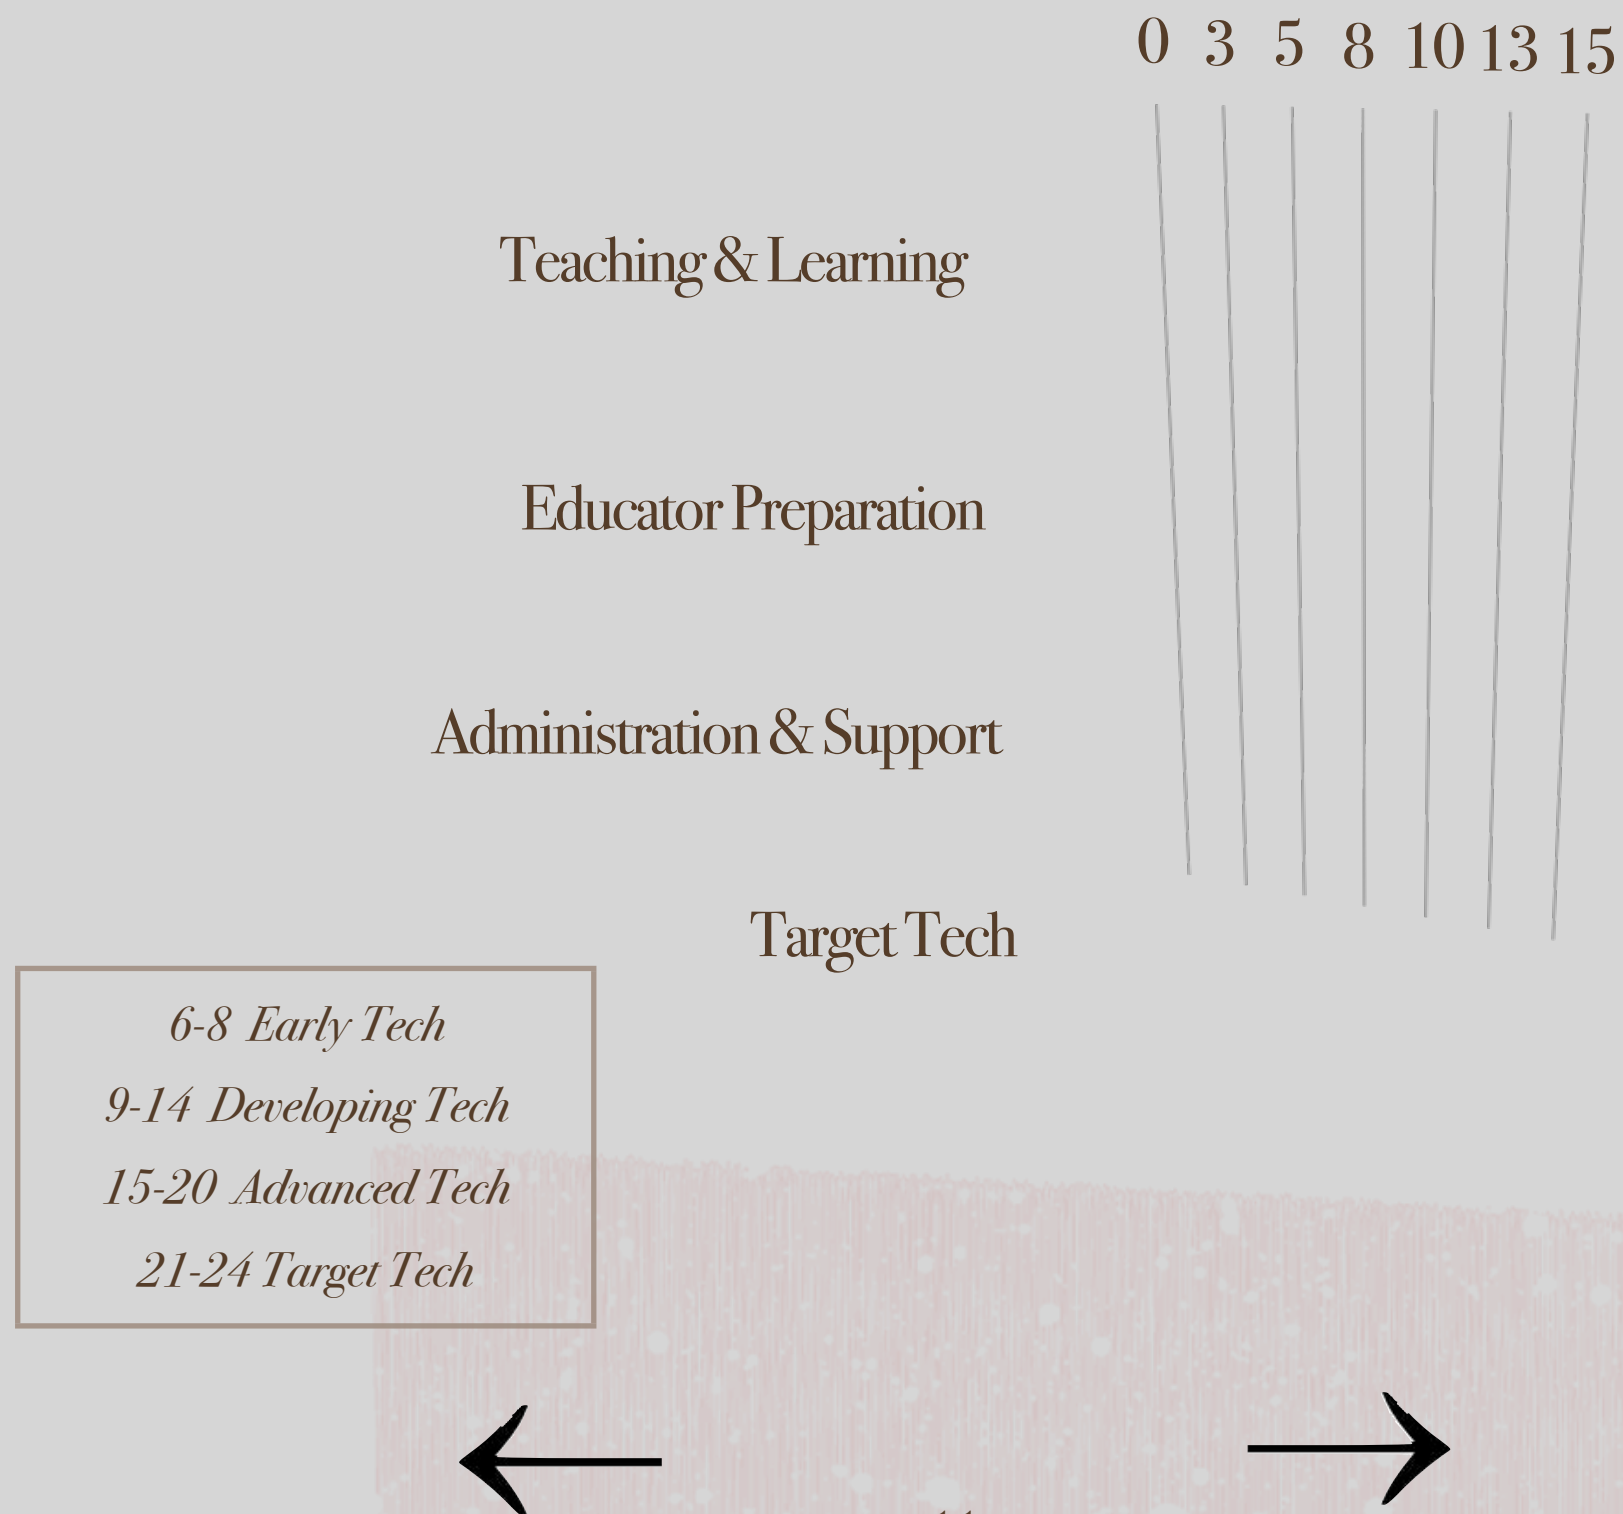 0 3 5 8 10 13 15
Teaching & Learning
Educator Preparation
Administration & Support
Target Tech
6-8 Early Tech
9-14 Developing Tech
15-20 Advanced Tech
21-24 Target Tech